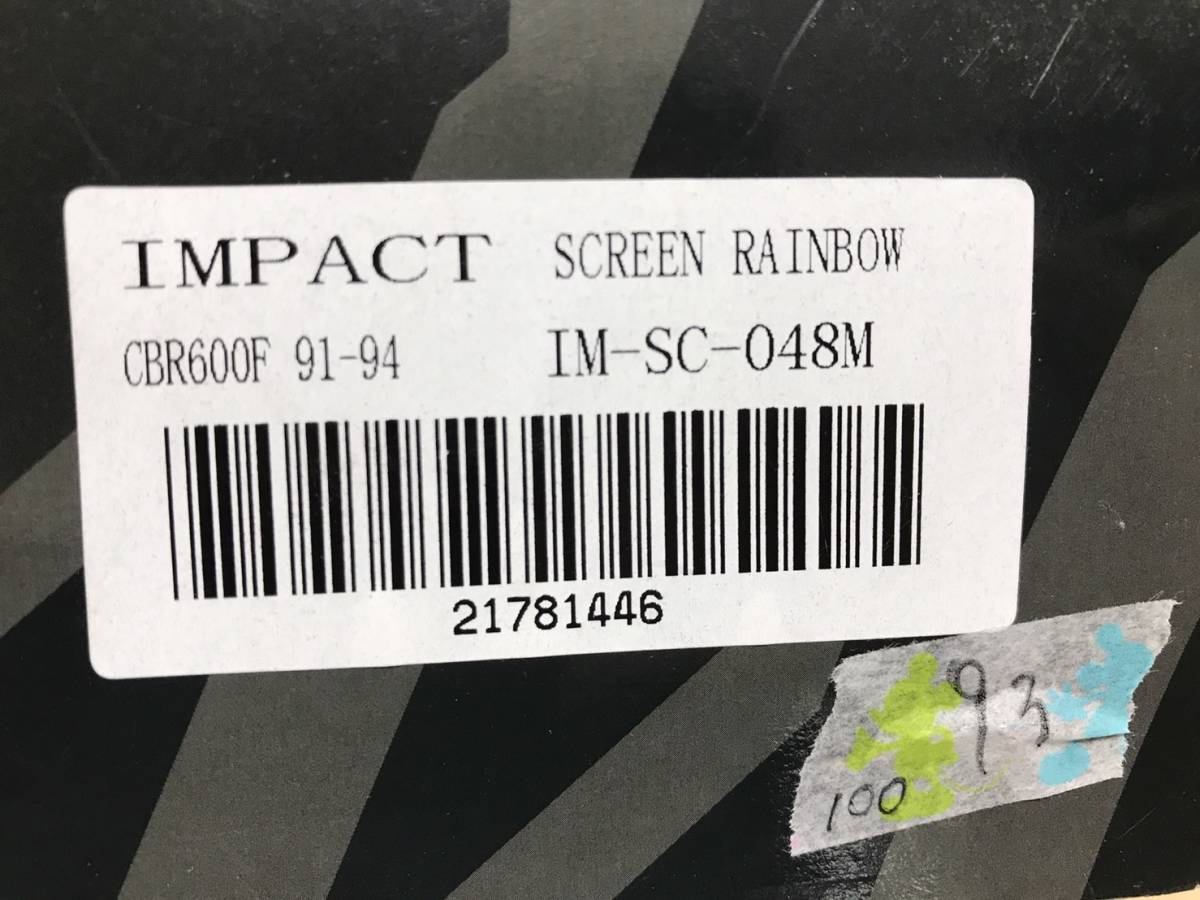 IMPACT SCREEN RAINBOW
CBR600F 91-94 IM-SC-048M
21781446
93
100